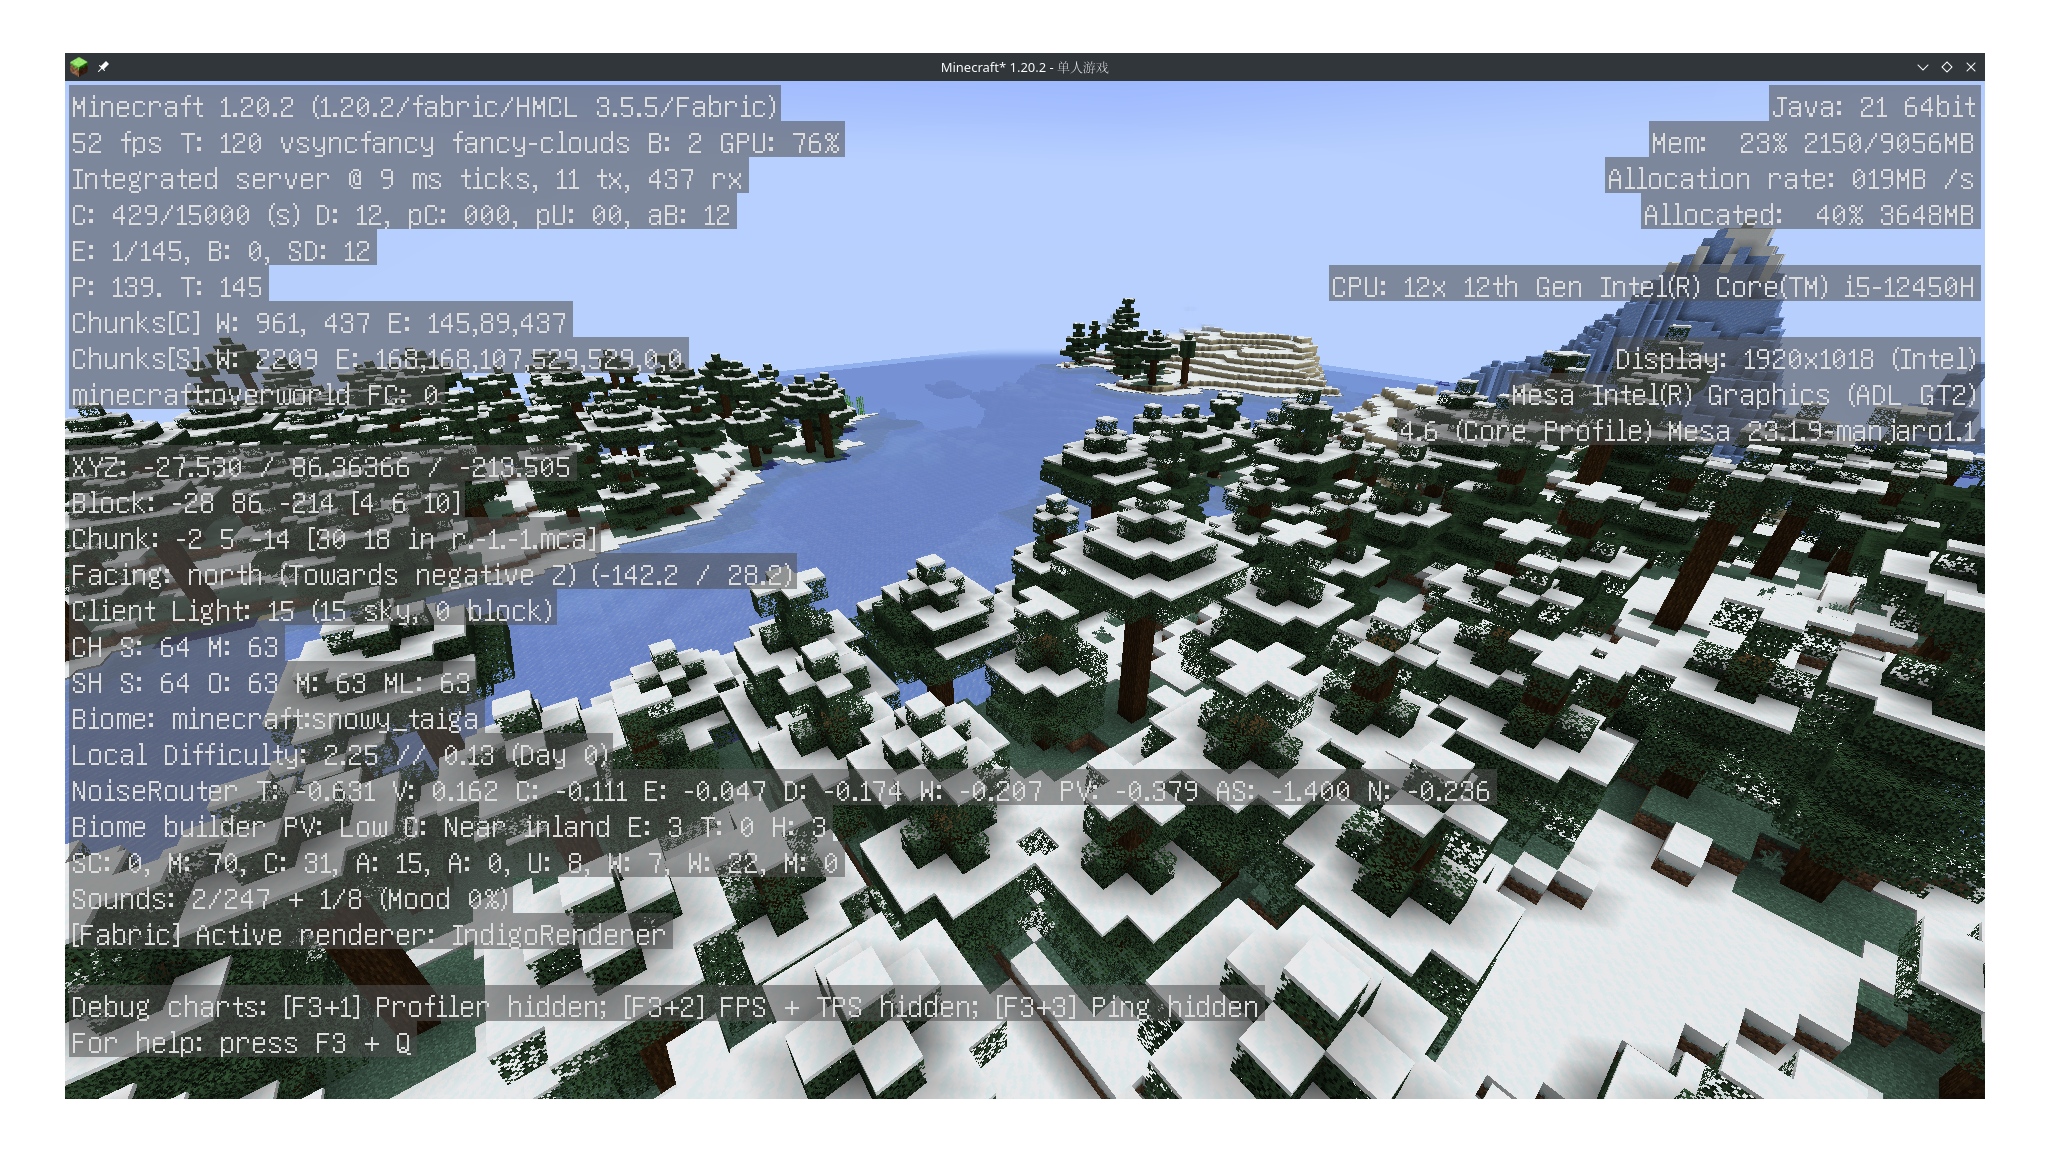 Minecraft* 1.20.2 - 单人游戏
Minecraft 1.20.2 (1.20.2/fabric/HMCL 3.5.5/Fabric)
52 fps T: 120 vsyncfancy fancy-clouds B: 2 GPU: 76%
Integrated server @ 9 ms ticks, 11 tx, 437 rx
C: 429/15000 (s) D: 12, pC: 000, pU: 00, aB: 12
E: 1/145, B: 0, SD: 12
P: 139. T: 145
Chunks[C] W: 961, 437 E: 145,89,437
Chunks[S] W: 2209 E: 168,168,107,529,529,0,0
minecraft:overworld FC: 0
XYZ: -27.530 / 86.36366 / -213.505
Block: -28 86 -214 [4 6 10]
Chunk: -2 5 -14 [30 18 in r.-1.-1.mca]
Facing: north (Towards negative Z) (-142.2 / 28.2)
Client Light: 15 (15 sky, 0 block)
CH S: 64 M: 63
SH S: 64 O: 63 M: 63 ML: 63
Biome: minecraft:snowy_taiga
Local Difficulty: 2.25 // 0.13 (Day 0)
NoiseRouter T: -0.631 V: 0.162 C: -0.111 E: -0.047 D: -0.174 W: -0.207 PV: -0.379 AS: -1.400 N: -0.236
Biome builder PV: Low C: Near inland E: 3 T: 0 H: 3
SC: 0, M: 70, C: 31, A: 15, A: 0, U: 8, W: 7, W: 22, M: 0
Sounds: 2/247 + 1/8 (Mood 0%)
[Fabric] Active renderer: IndigoRenderer
Debug charts: [F3+1] Profiler hidden; [F3+2] FPS + TPS hidden; [F3+3] Ping hidden
For help: press F3 + Q
Java: 21 64bit
Mem: 23% 2150/9056MB
Allocation rate: 019MB /s
Allocated: 40% 3648MB
CPU: 12x 12th Gen Intel(R) Core(TM) i5-12450H
Display: 1920x1018 (Intel)
Mesa Intel(R) Graphics (ADL GT2)
4.6 (Core Profile) Mesa 23.1.9-manjaro1.1